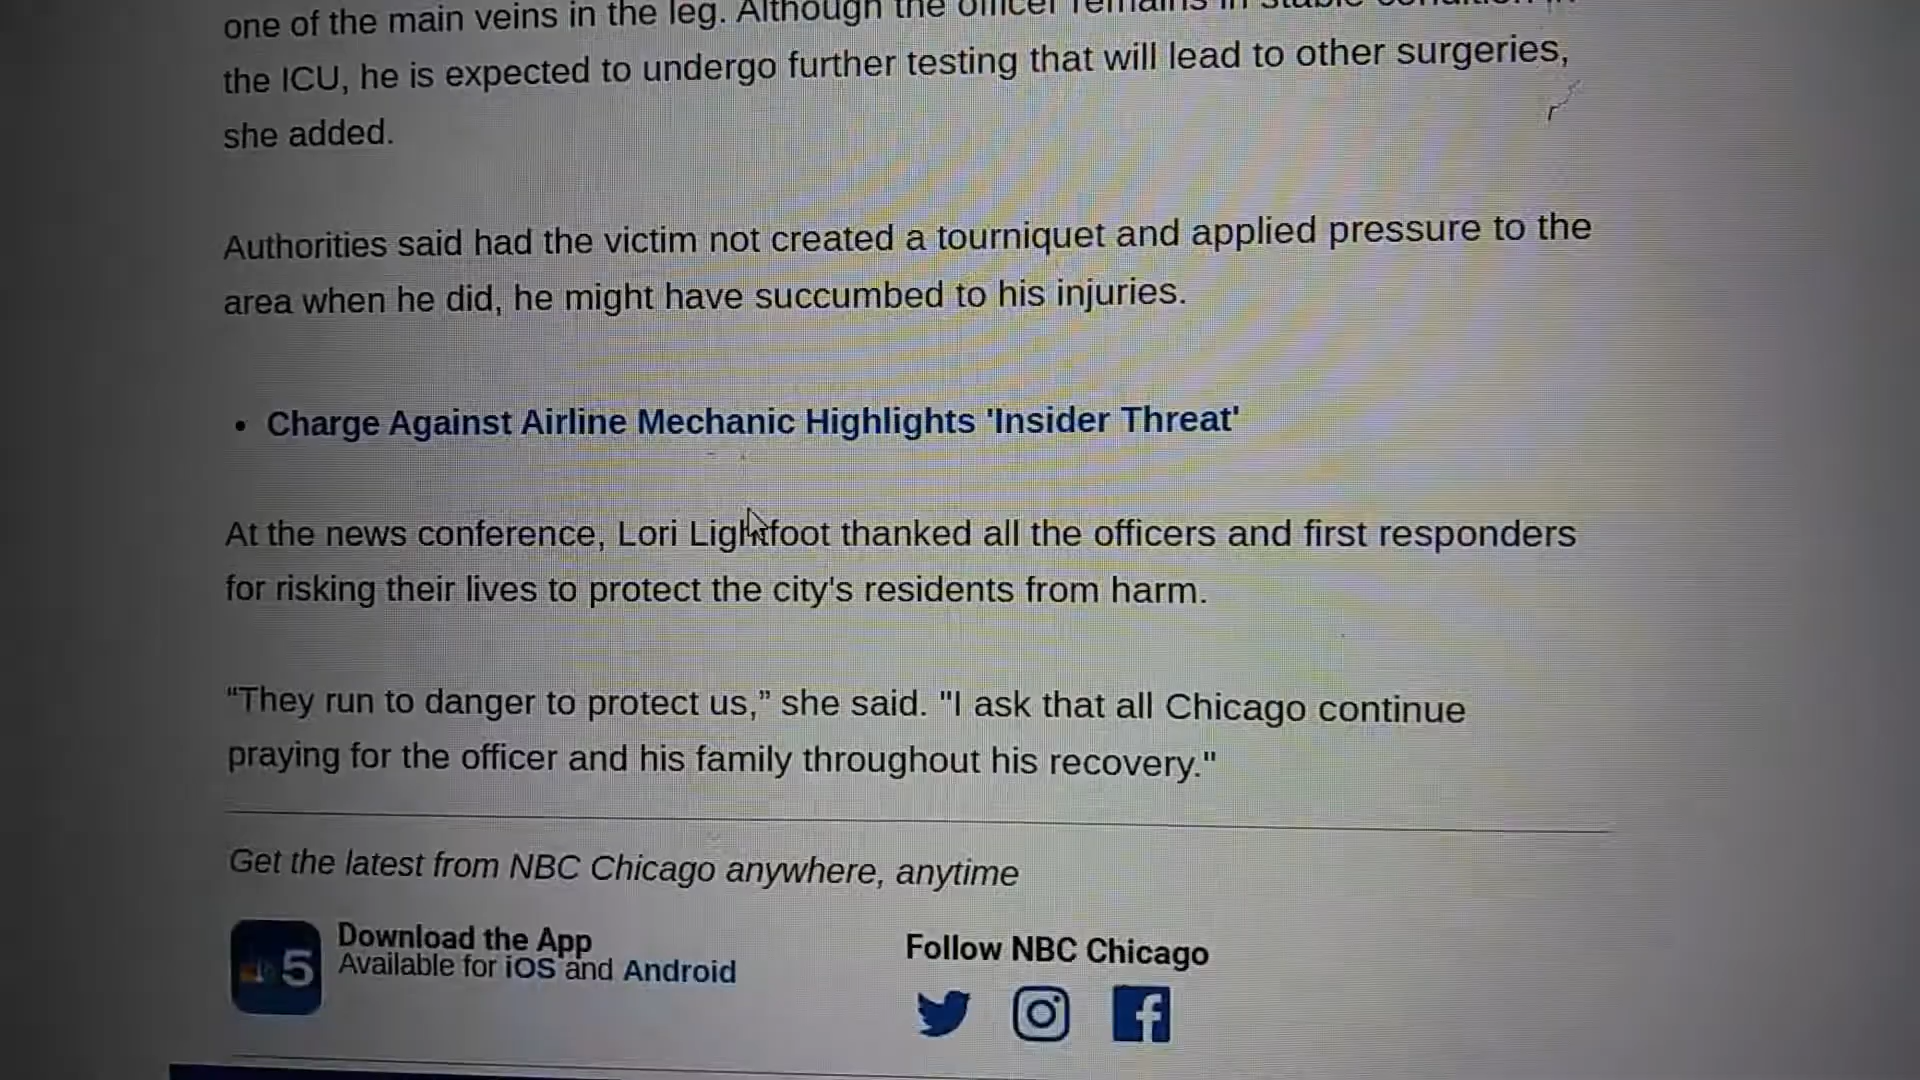 one of the main veins in the leg. Although the officer remains in stable condition in
the ICU, he is expected to undergo further testing that will lead to other surgeries,
she added.
Authorities said had the victim not created a tourniquet and applied pressure to the
area when he did, he might have succumbed to his injuries.
• Charge Against Airline Mechanic Highlights 'Insider Threat'
At the news conference, Lori Lightfoot thanked all the officers and first responders
for risking their lives to protect the city's residents from harm.
“They run to danger to protect us,” she said. "I ask that all Chicago continue
praying for the officer and his family throughout his recovery."
Get the latest from NBC Chicago anywhere, anytime
5
Download the App
Available for iOS and Android
Follow NBC Chicago